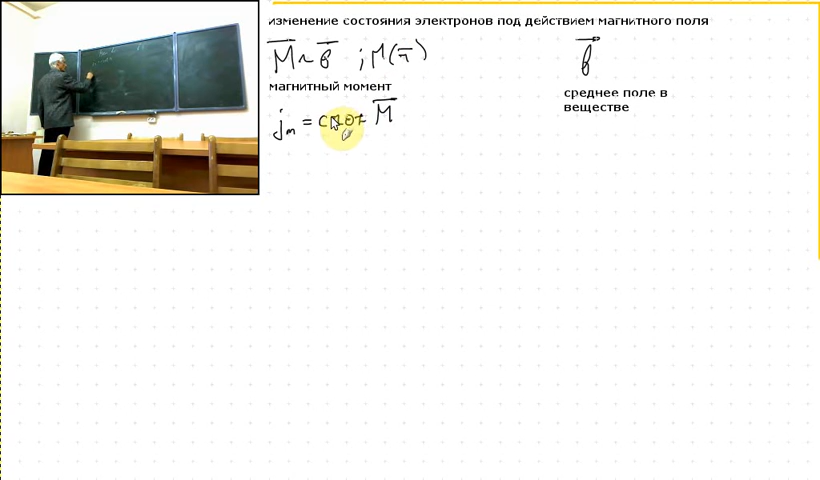 изменение состояния электронов под действием магнитного поля
M ~ B ; M(T)
магнитный момент
B
среднее поле в
веществе
j_m = c rot M